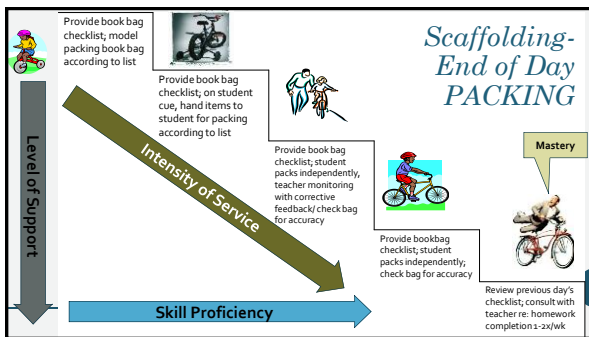 Scaffolding-
End of Day
PACKING
Provide book bag
checklist; model
packing book bag
according to list
Provide book bag
checklist; on student
cue, hand items to
student for packing
according to list
Provide book bag
checklist; student
packs independently,
teacher monitoring
with corrective
feedback/ check bag
for accuracy
Provide bookbag
checklist; student
packs independently;
check bag for accuracy
Mastery
Review previous day's
checklist; consult with
teacher re: homework
completion 1-2x/wk
Level of Support
Intensity of Service
Skill Proficiency